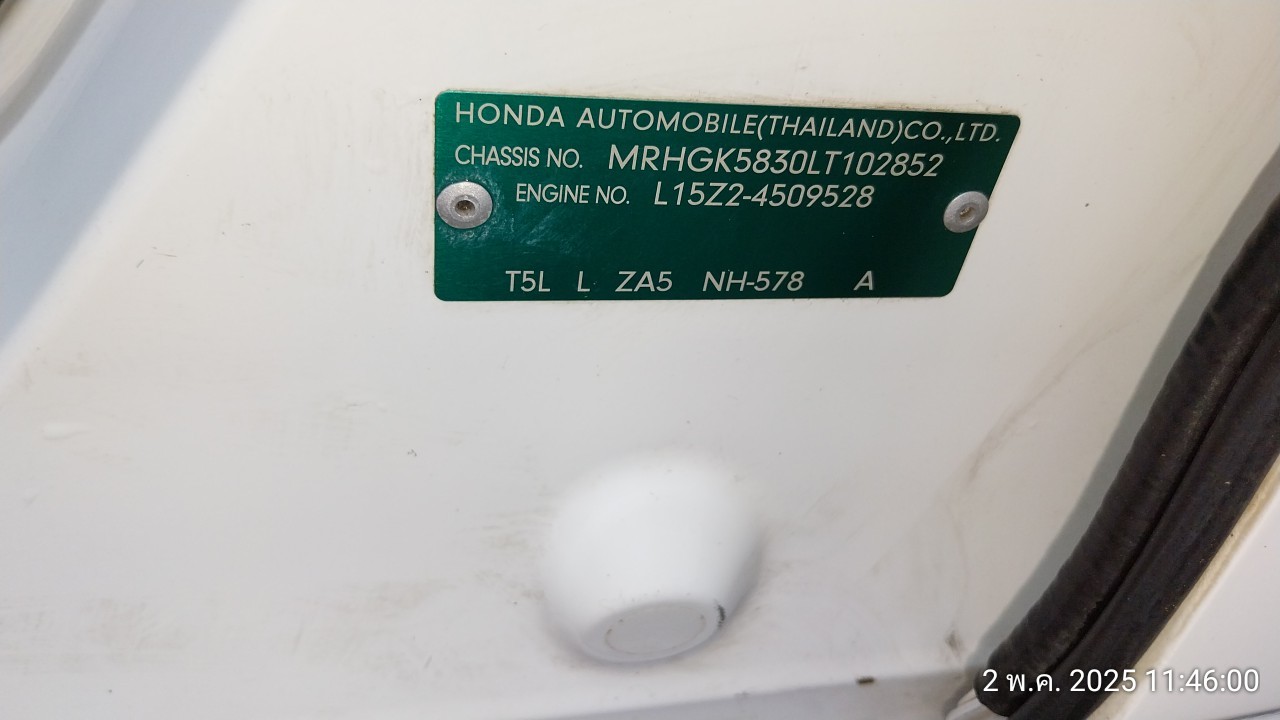 HONDA AUTOMOBILE(THAILAND)CO.,LTD.
CHASSIS NO. MRHGK5830LT102852
ENGINE NO. L15Z2-4509528
T5L L ZA5 NH-578 A
2 พ.ค. 2025 11:46:00